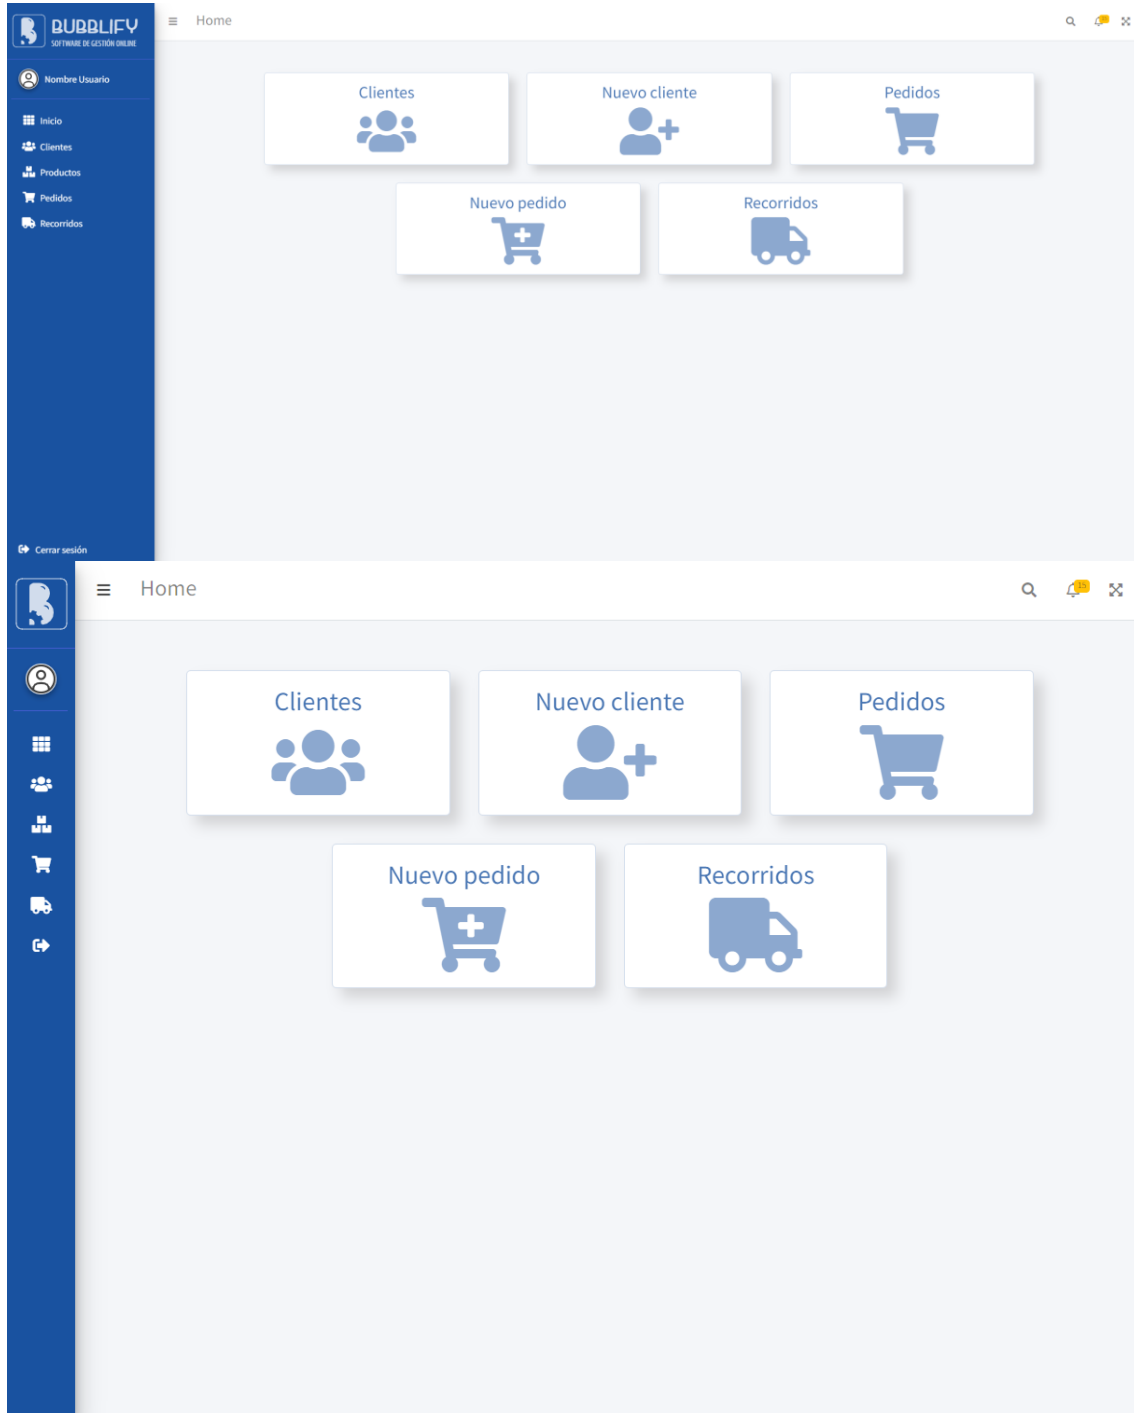 BUBBLIFY
SOFTWARE DE GESTIÓN ONLINE
Home
Nombre Usuario
Inicio
Clientes
Productos
Pedidos
Recorridos
Cerrar sesión
Clientes
Nuevo cliente
Pedidos
Nuevo pedido
Recorridos
Home
15
Clientes
Nuevo cliente
Pedidos
Nuevo pedido
Recorridos